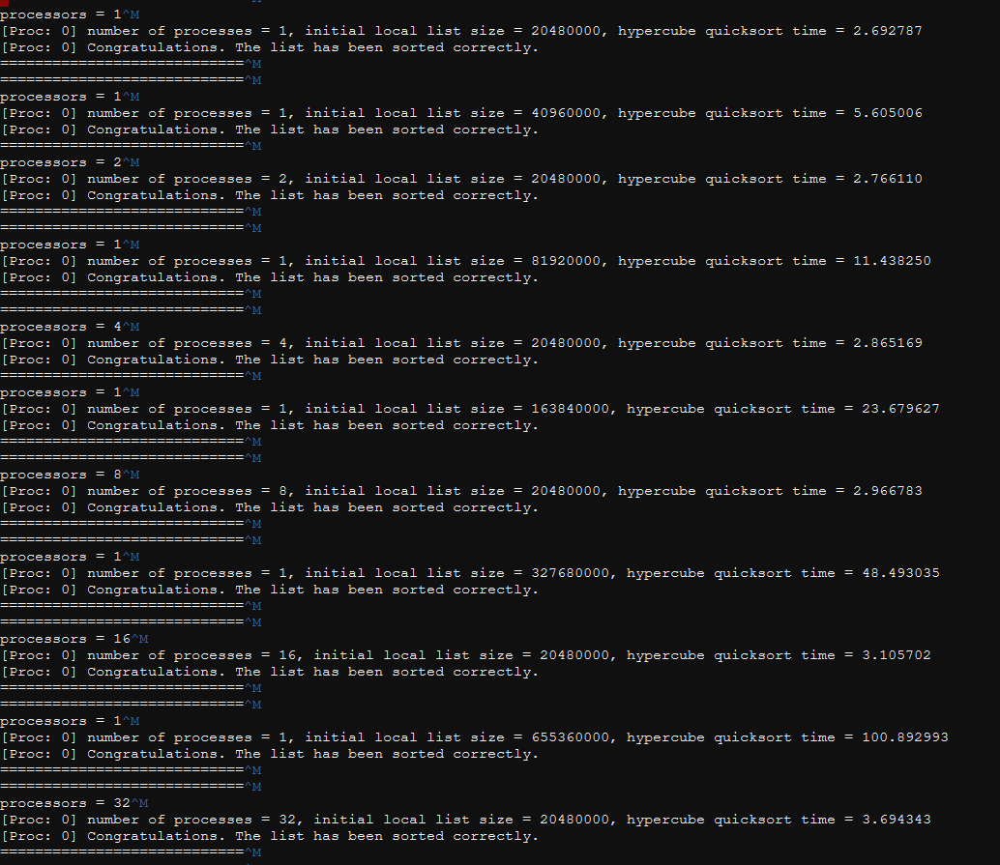 processors = 1^M
[Proc: 0] number of processes = 1, initial local list size = 20480000, hypercube quicksort time = 2.692787
[Proc: 0] Congratulations. The list has been sorted correctly.
============================^M
============================^M
processors = 1^M
[Proc: 0] number of processes = 1, initial local list size = 40960000, hypercube quicksort time = 5.605006
[Proc: 0] Congratulations. The list has been sorted correctly.
============================^M
processors = 2^M
[Proc: 0] number of processes = 2, initial local list size = 20480000, hypercube quicksort time = 2.766110
[Proc: 0] Congratulations. The list has been sorted correctly.
============================^M
============================^M
processors = 1^M
[Proc: 0] number of processes = 1, initial local list size = 81920000, hypercube quicksort time = 11.438250
[Proc: 0] Congratulations. The list has been sorted correctly.
============================^M
============================^M
processors = 4^M
[Proc: 0] number of processes = 4, initial local list size = 20480000, hypercube quicksort time = 2.865169
[Proc: 0] Congratulations. The list has been sorted correctly.
============================^M
processors = 1^M
[Proc: 0] number of processes = 1, initial local list size = 163840000, hypercube quicksort time = 23.679627
[Proc: 0] Congratulations. The list has been sorted correctly.
============================^M
============================^M
processors = 8^M
[Proc: 0] number of processes = 8, initial local list size = 20480000, hypercube quicksort time = 2.966783
[Proc: 0] Congratulations. The list has been sorted correctly.
============================^M
============================^M
processors = 1^M
[Proc: 0] number of processes = 1, initial local list size = 327680000, hypercube quicksort time = 48.493035
[Proc: 0] Congratulations. The list has been sorted correctly.
============================^M
============================^M
processors = 16^M
[Proc: 0] number of processes = 16, initial local list size = 20480000, hypercube quicksort time = 3.105702
[Proc: 0] Congratulations. The list has been sorted correctly.
============================^M
============================^M
processors = 1^M
[Proc: 0] number of processes = 1, initial local list size = 655360000, hypercube quicksort time = 100.892993
[Proc: 0] Congratulations. The list has been sorted correctly.
============================^M
============================^M
processors = 32^M
[Proc: 0] number of processes = 32, initial local list size = 20480000, hypercube quicksort time = 3.694343
[Proc: 0] Congratulations. The list has been sorted correctly.
============================^M